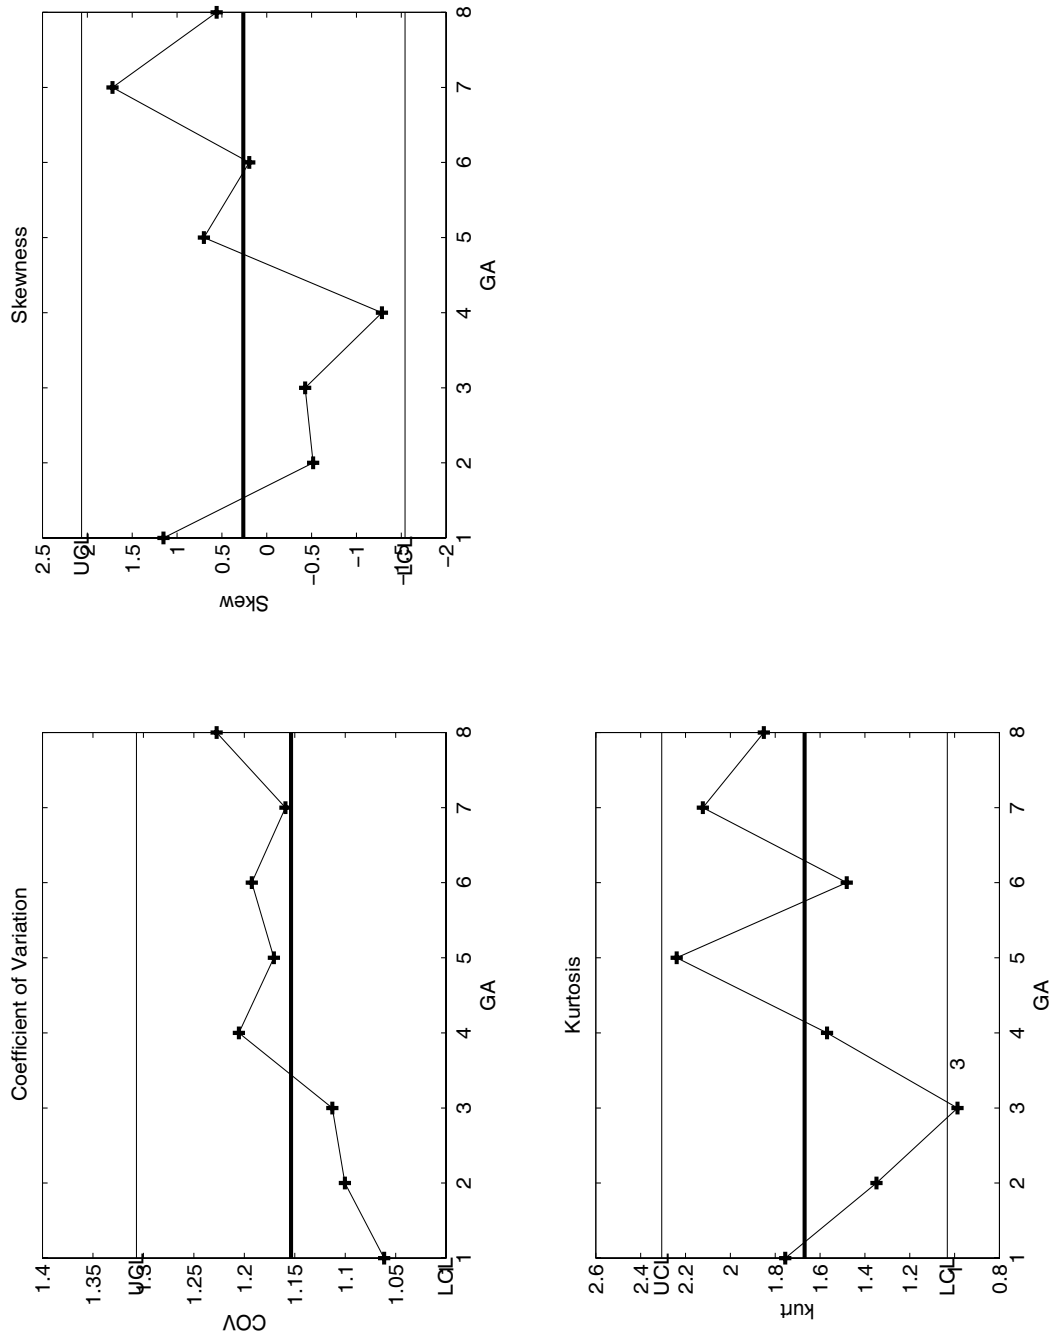 Coefficient of Variation
1.4
1.35
UCL
1.3
1.25
1.2
1.15
1.1
1.05
LCL
1
COV
1 2 3 4 5 6 7 8
GA
Skewness
2.5
UCL
2
1.5
1
0.5
0
−0.5
−1
−1.5
LCL
−2
Skew
1 2 3 4 5 6 7 8
GA
Kurtosis
2.6
2.4
UCL
2.2
2
1.8
1.6
1.4
1.2
LCL
1
0.8
kurt
3
1 2 3 4 5 6 7 8
GA